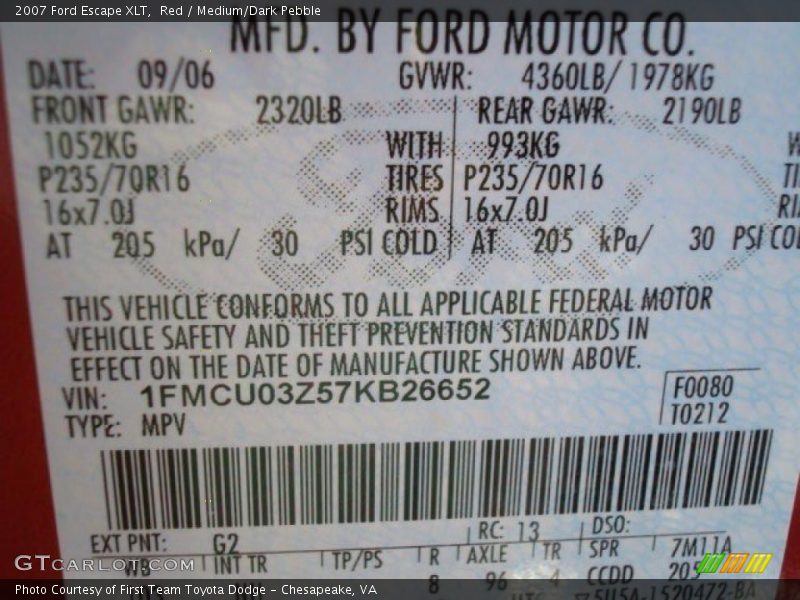 2007 Ford Escape XLT, Red / Medium/Dark Pebble
MFD. BY FORD MOTOR CO.
DATE: 09/06 GVWR: 4360LB/ 1978KG
FRONT GAWR: 2320LB REAR GAWR: 2190LB
1052KG WITH 993KG
P235/70R16 TIRES P235/70R16
16x7.0J RIMS 16x7.0J
AT 205 kPa/ 30 PSI COLD AT 205 kPa/ 30 PSI COL
THIS VEHICLE CONFORMS TO ALL APPLICABLE FEDERAL MOTOR
VEHICLE SAFETY AND THEFT PREVENTION STANDARDS IN
EFFECT ON THE DATE OF MANUFACTURE SHOWN ABOVE.
VIN: 1FMCU03Z57KB26652 F0080
TYPE: MPV T0212
EXT PNT: G2 RC: 13 DSO:
WB INT TR TP/PS R AXLE TR SPR 7M11A
8 96 4 CCDD 205
GTCarlot.com
Photo Courtesy of First Team Toyota Dodge – Chesapeake, VA